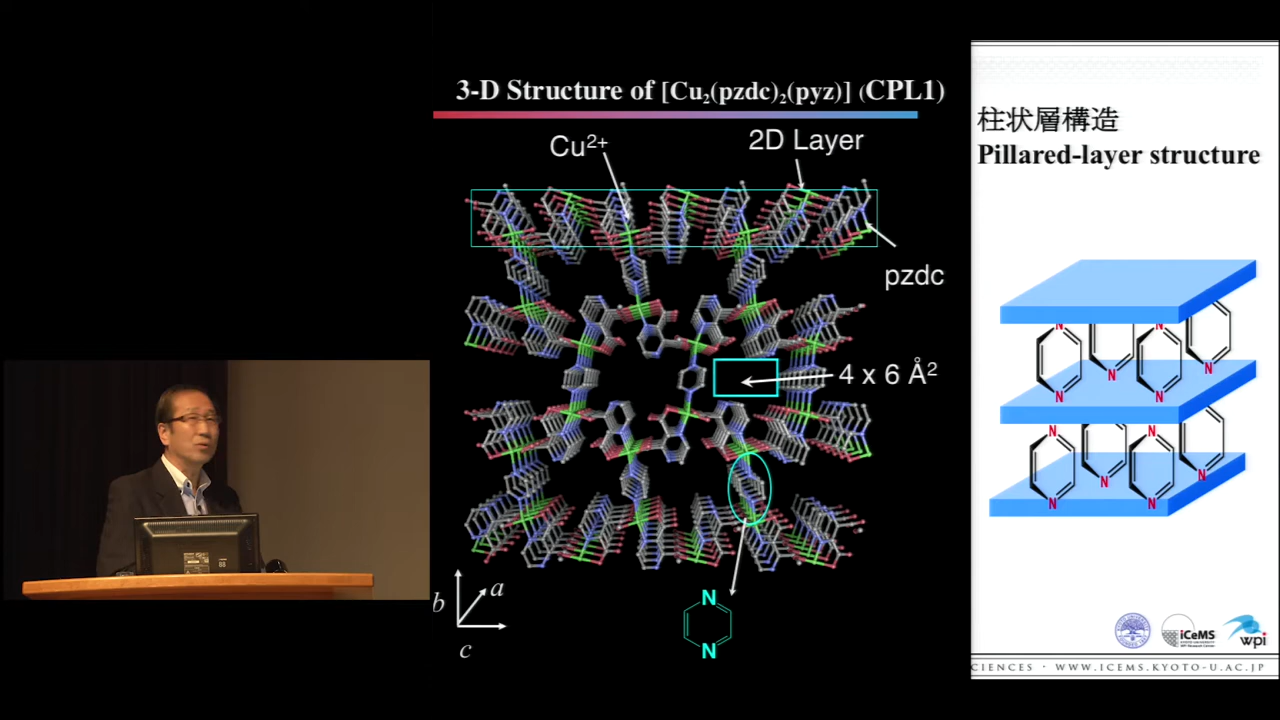 3-D Structure of [Cu₂(pzdc)₂(pyz)] (CPL1)
Cu²⁺
2D Layer
pzdc
4 x 6 Å²
N
N
b
a
c
柱状層構造
Pillared-layer structure
N
N
N
N
N
N
N
N
N
N
N
N
iCeMS
wpi
CIENCES · WWW.ICEMS.KYOTO-U.AC.JP